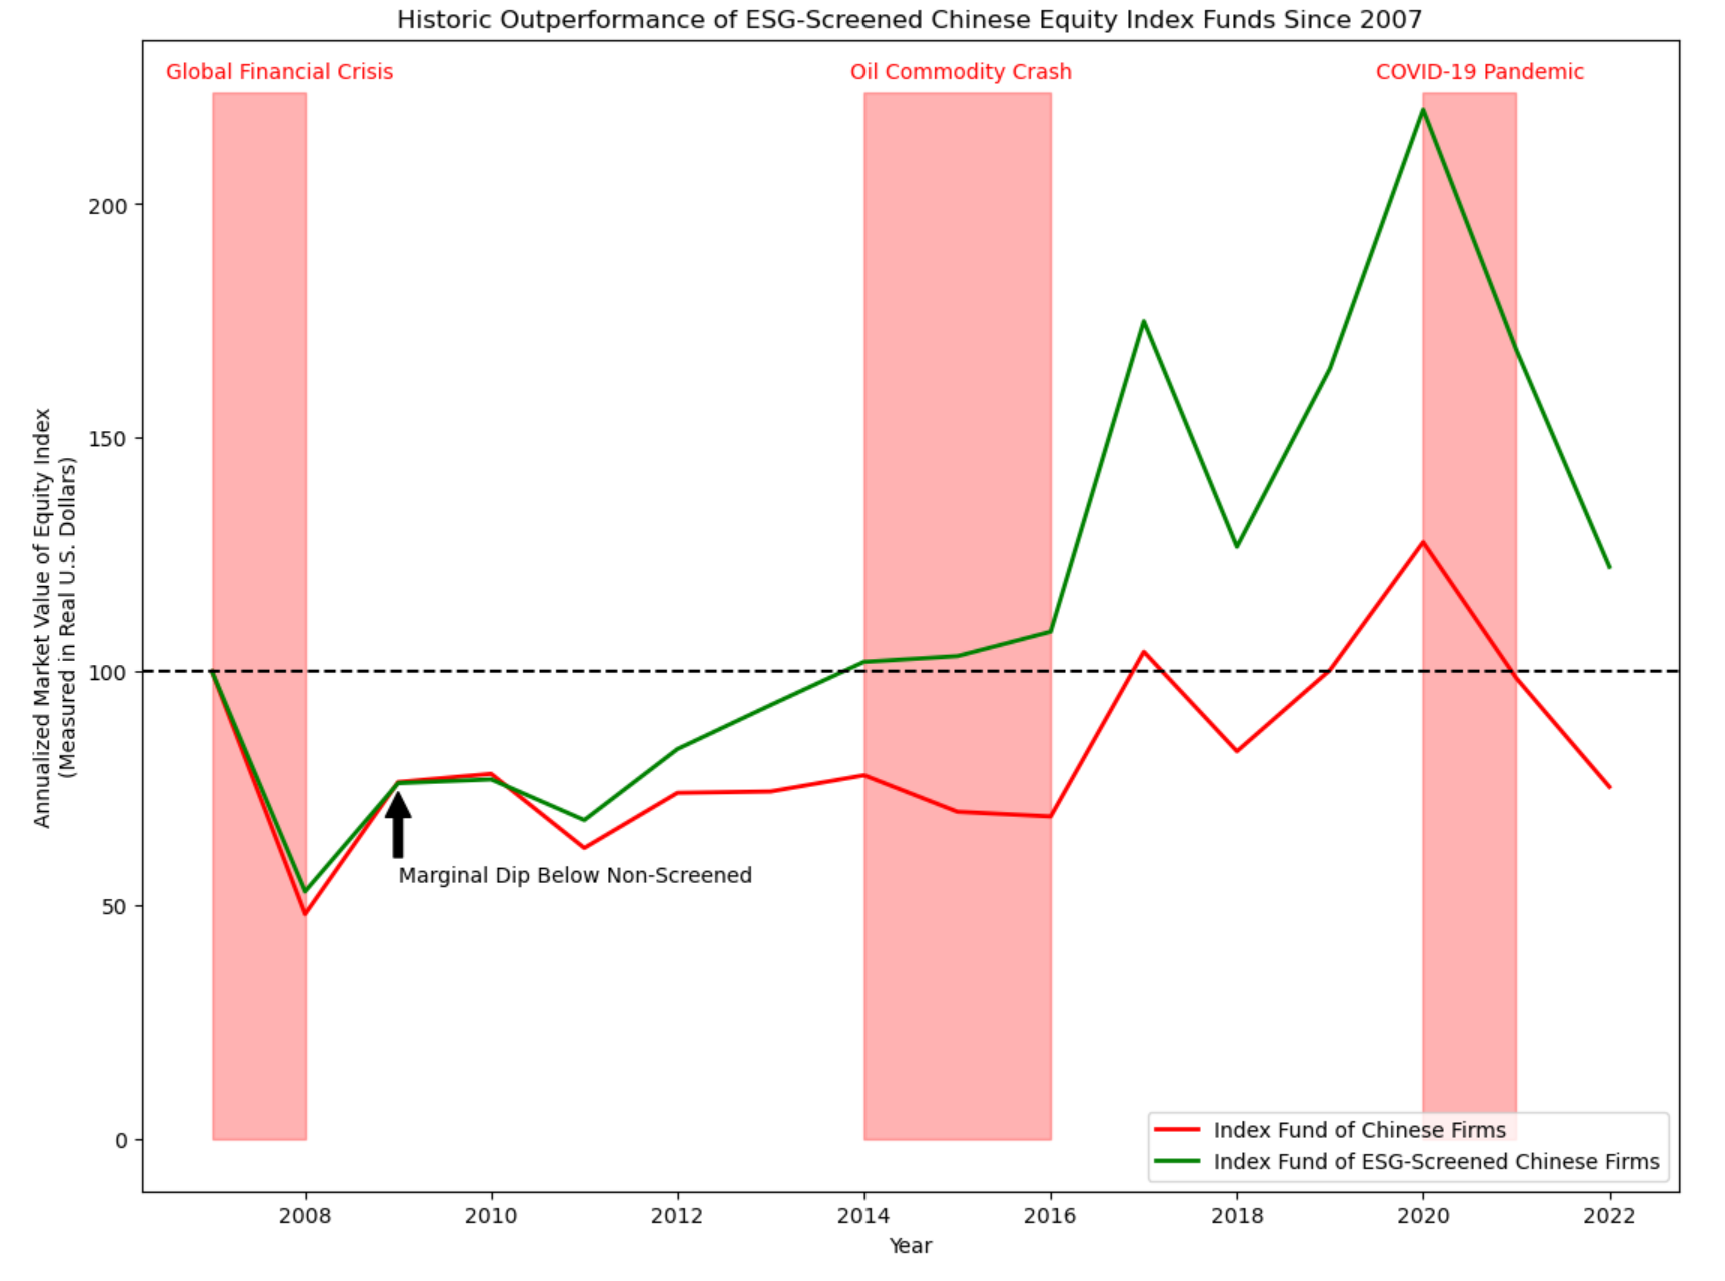 Historic Outperformance of ESG-Screened Chinese Equity Index Funds Since 2007
Global Financial Crisis
Oil Commodity Crash
COVID-19 Pandemic
200
150
100
50
0
Annualized Market Value of Equity Index
(Measured in Real U.S. Dollars)
Marginal Dip Below Non-Screened
Index Fund of Chinese Firms
Index Fund of ESG-Screened Chinese Firms
2008 2010 2012 2014 2016 2018 2020 2022
Year